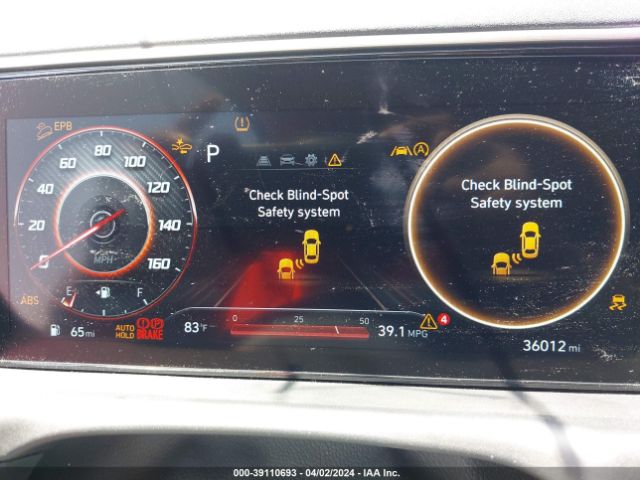 EPB
P
80
60
100
40
120
20
140
0
160
MPH
E
F
ABS
65 mi
AUTO HOLD
BRAKE
Check Blind-Spot
Safety system
83°F
0 25 50
39.1 MPG
4
A
Check Blind-Spot
Safety system
36012 mi
000-39110693 - 04/02/2024 - IAA Inc.